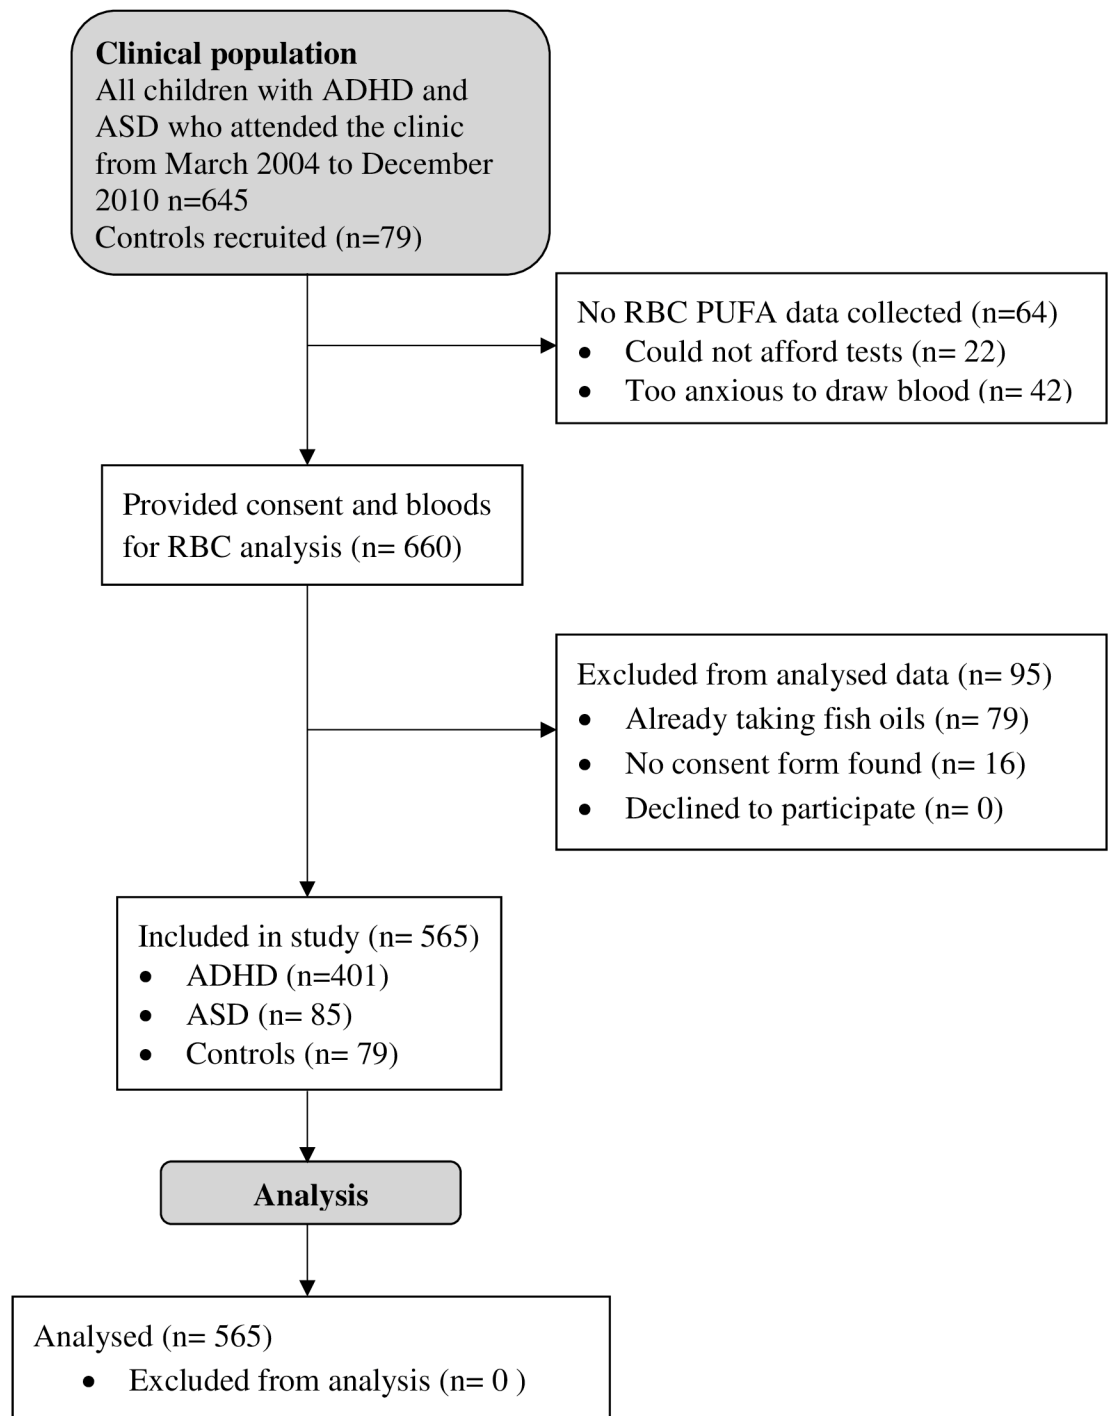 Clinical population
All children with ADHD and
ASD who attended the clinic
from March 2004 to December
2010 n=645
Controls recruited (n=79)
No RBC PUFA data collected (n=64)
• Could not afford tests (n= 22)
• Too anxious to draw blood (n= 42)
Provided consent and bloods
for RBC analysis (n= 660)
Excluded from analysed data (n= 95)
• Already taking fish oils (n= 79)
• No consent form found (n= 16)
• Declined to participate (n= 0)
Included in study (n= 565)
• ADHD (n=401)
• ASD (n= 85)
• Controls (n= 79)
Analysis
Analysed (n= 565)
• Excluded from analysis (n= 0 )